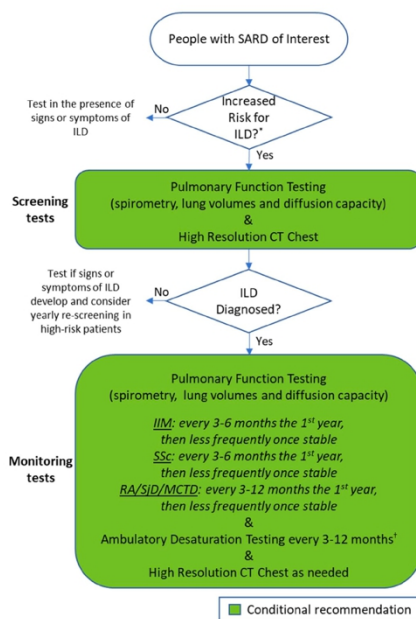 People with SARD of Interest
Test in the presence of
signs or symptoms of
ILD
No
Increased
Risk for
ILD?*
Yes
Screening
tests
Pulmonary Function Testing
(spirometry, lung volumes and diffusion capacity)
&
High Resolution CT Chest
Test if signs or
symptoms of ILD
develop and consider
yearly re-screening in
high-risk patients
No
ILD
Diagnosed?
Yes
Monitoring
tests
Pulmonary Function Testing
(spirometry, lung volumes and diffusion capacity)
IIM: every 3-6 months the 1st year,
then less frequently once stable
SSc: every 3-6 months the 1st year,
then less frequently once stable
RA/SjD/MCTD: every 3-12 months the 1st year,
then less frequently once stable
&
Ambulatory Desaturation Testing every 3-12 months†
&
High Resolution CT Chest as needed
Conditional recommendation